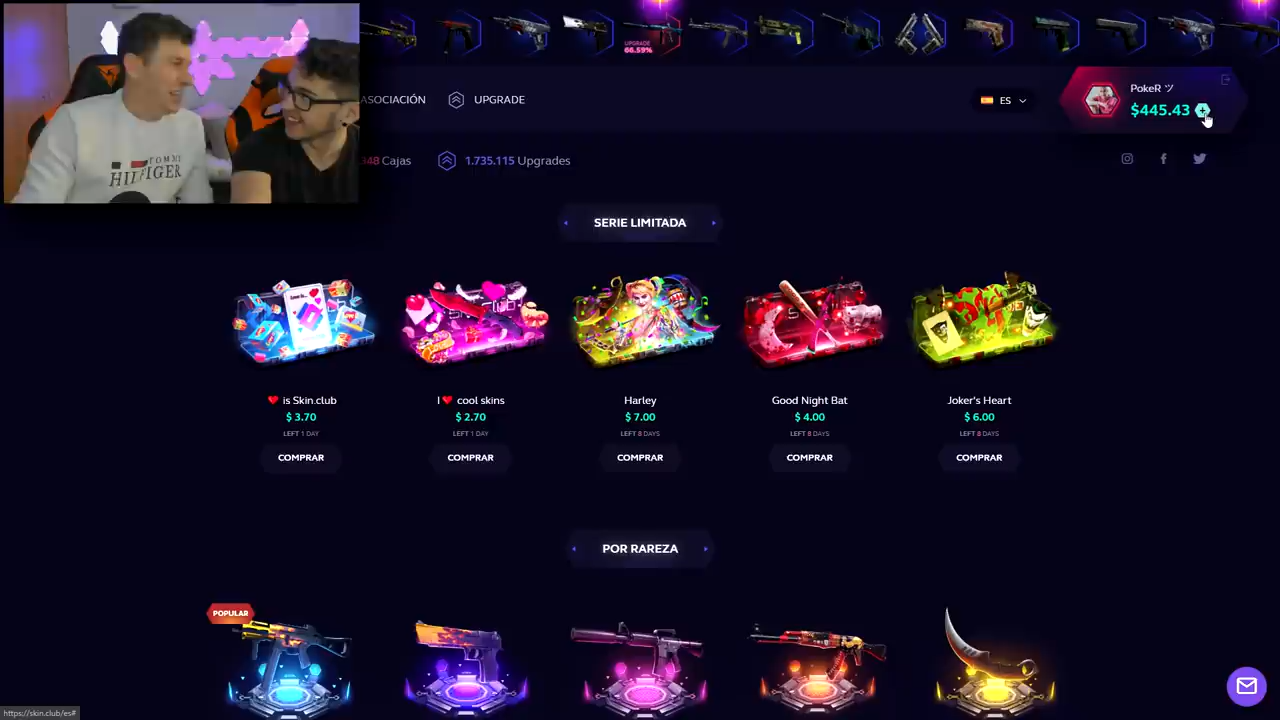 UPGRADE
66.59%
ASOCIACIÓN
UPGRADE
ES
PokeR ツ
$445.43
348 Cajas
1.735.115 Upgrades
TOMMY
HILFIGER
SERIE LIMITADA
is Skin.club
$ 3.70
LEFT 1 DAY
COMPRAR
I cool skins
$ 2.70
LEFT 1 DAY
COMPRAR
Harley
$ 7.00
LEFT 8 DAYS
COMPRAR
Good Night Bat
$ 4.00
LEFT 8 DAYS
COMPRAR
Joker's Heart
$ 6.00
LEFT 8 DAYS
COMPRAR
POR RAREZA
POPULAR
https://skin.club/es#